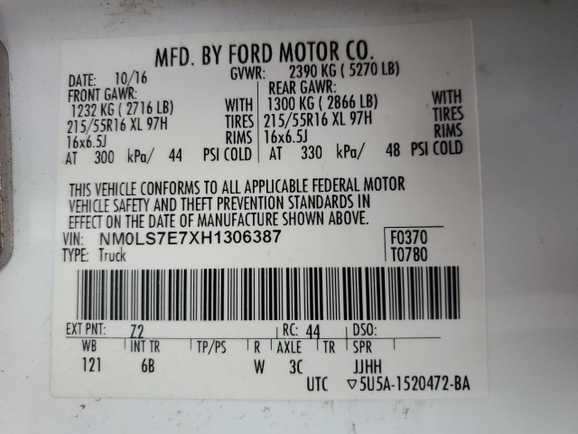 MFD. BY FORD MOTOR CO.
DATE: 10/16 GVWR: 2390 KG ( 5270 LB)
FRONT GAWR: REAR GAWR:
1232 KG ( 2716 LB) WITH 1300 KG ( 2866 LB) WITH
215/55R16 XL 97H TIRES 215/55R16 XL 97H TIRES
16x6.5J RIMS 16x6.5J RIMS
AT 300 kPa/ 44 PSI COLD AT 330 kPa/ 48 PSI COLD
THIS VEHICLE CONFORMS TO ALL APPLICABLE FEDERAL MOTOR
VEHICLE SAFETY AND THEFT PREVENTION STANDARDS IN
EFFECT ON THE DATE OF MANUFACTURE SHOWN ABOVE.
VIN: NM0LS7E7XH1306387 F0370
TYPE: Truck T0780
EXT PNT: Z2 RC: 44 DSO:
WB INT TR TP/PS R AXLE TR SPR
121 6B W 3C JJHH
UTC ▽5U5A-1520472-BA